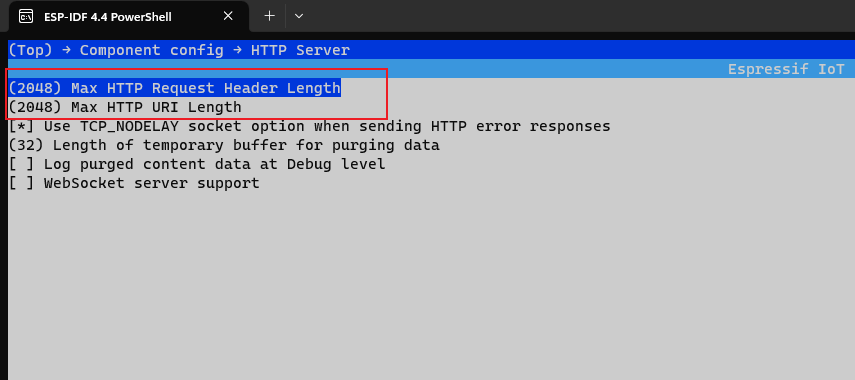 ESP-IDF 4.4 PowerShell
(Top) → Component config → HTTP Server
Espressif IoT
(2048) Max HTTP Request Header Length
(2048) Max HTTP URI Length
[*] Use TCP_NODELAY socket option when sending HTTP error responses
(32) Length of temporary buffer for purging data
[ ] Log purged content data at Debug level
[ ] WebSocket server support